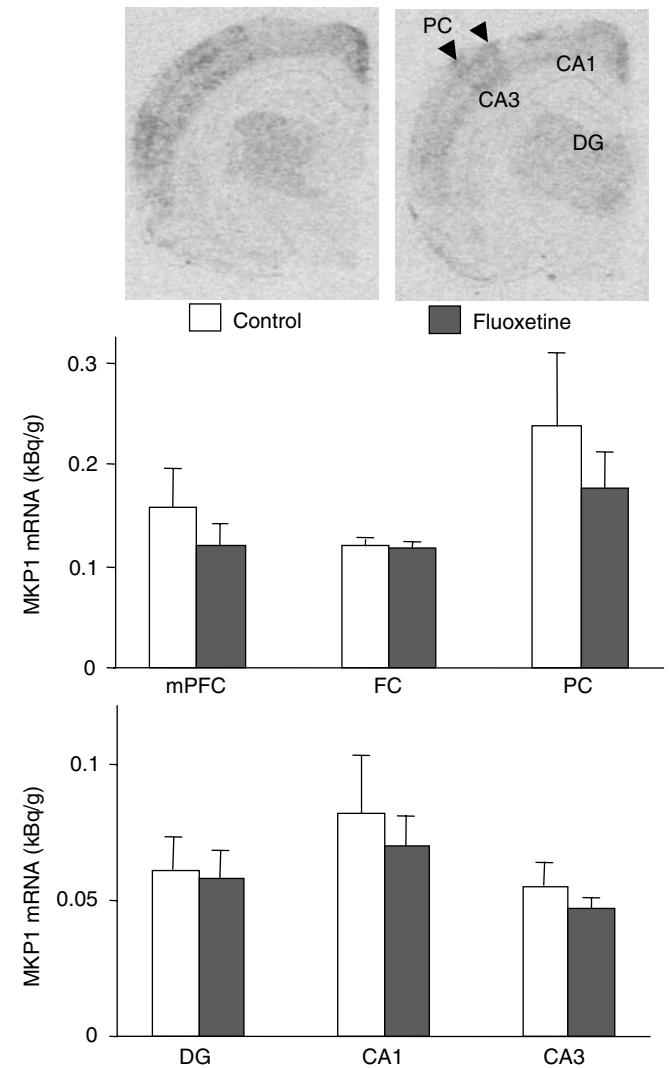 PC
CA1
CA3
DG
Control
Fluoxetine
MKP1 mRNA (kBq/g)
0.3
0.2
0.1
0
mPFC
FC
PC
MKP1 mRNA (kBq/g)
0.1
0.05
0
DG
CA1
CA3